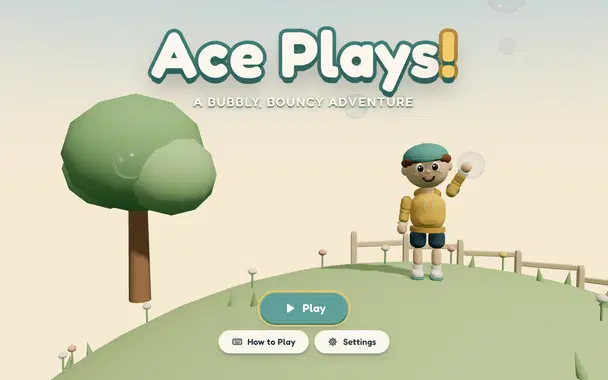 Ace Plays!
A BUBBLY, BOUNCY ADVENTURE
Play
How to Play
Settings